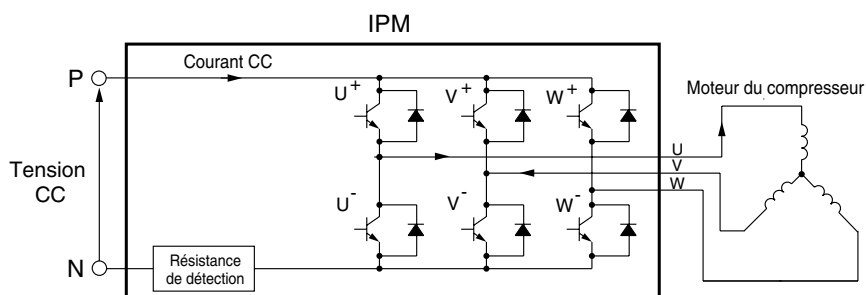 IPM
P
Courant CC
U+
V+
W+
Moteur du compresseur
Tension
CC
U
V
W
U-
V-
W-
N
Résistance
de détection